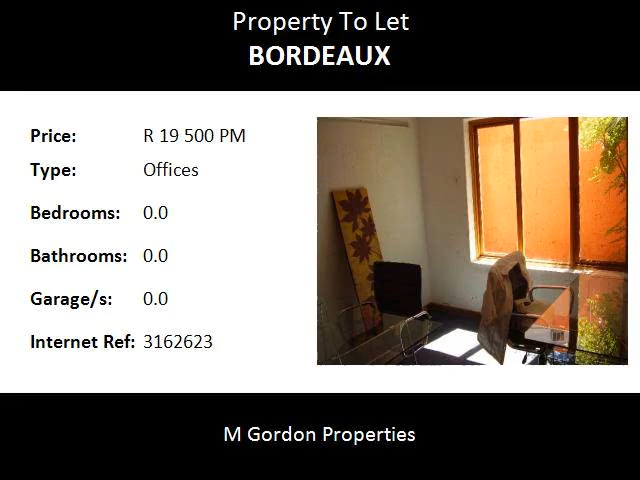 Property To Let
BORDEAUX
Price: R 19 500 PM
Type: Offices
Bedrooms: 0.0
Bathrooms: 0.0
Garage/s: 0.0
Internet Ref: 3162623
M Gordon Properties